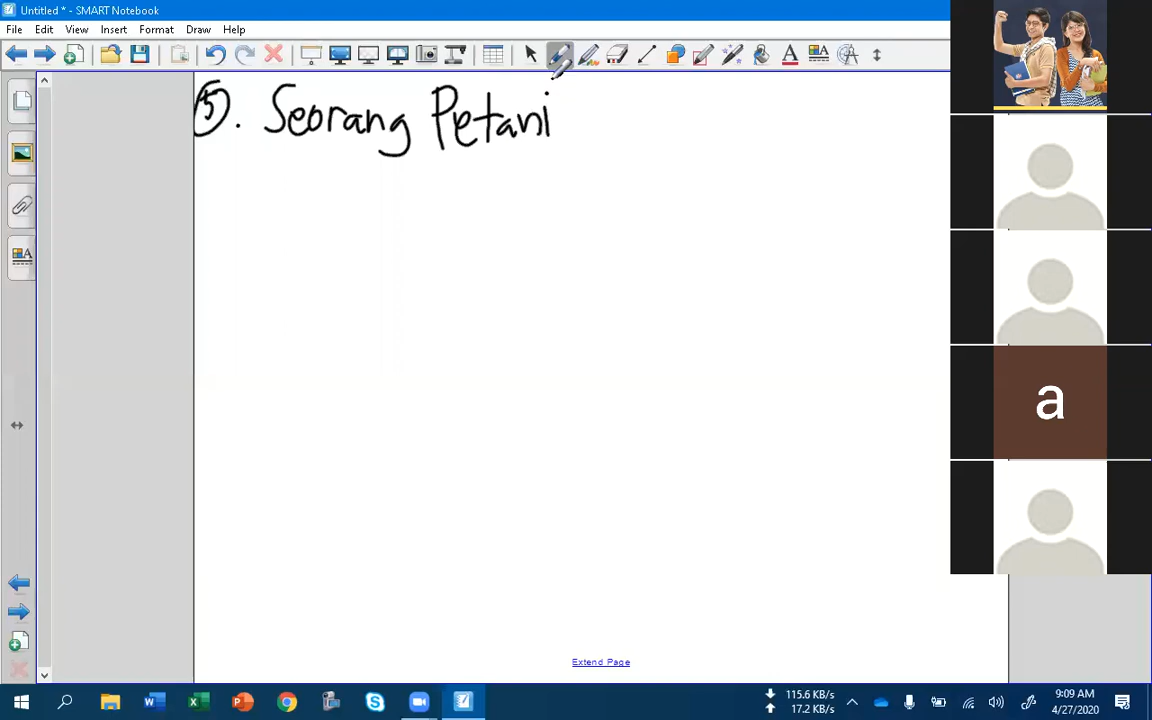 Untitled * - SMART Notebook
File Edit View Insert Format Draw Help
5. Seorang Petani
a
Extend Page
115.6 KB/s
17.2 KB/s
9:09 AM
4/27/2020